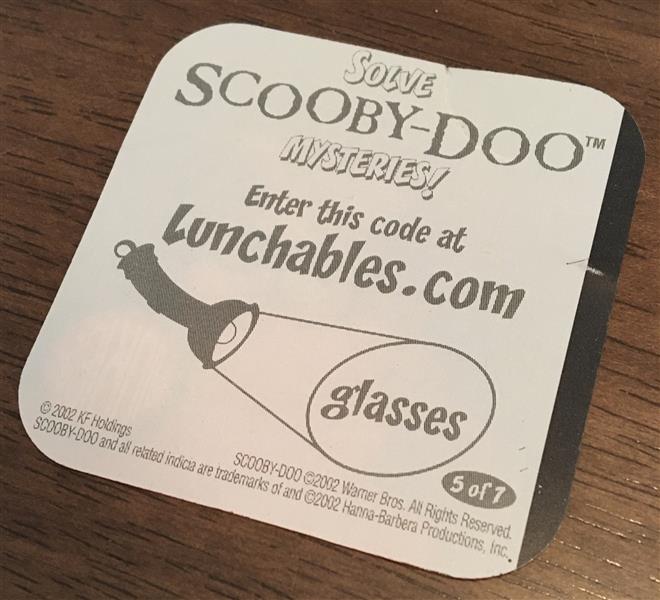 SOLVE
SCOOBY-DOO™
MYSTERIES!
Enter this code at
Lunchables.com
glasses
5 of 7
© 2002 KF Holdings
SCOOBY-DOO ©2002 Warner Bros. All Rights Reserved.
SCOOBY-DOO and all related indicia are trademarks of and ©2002 Hanna-Barbera Productions, Inc.